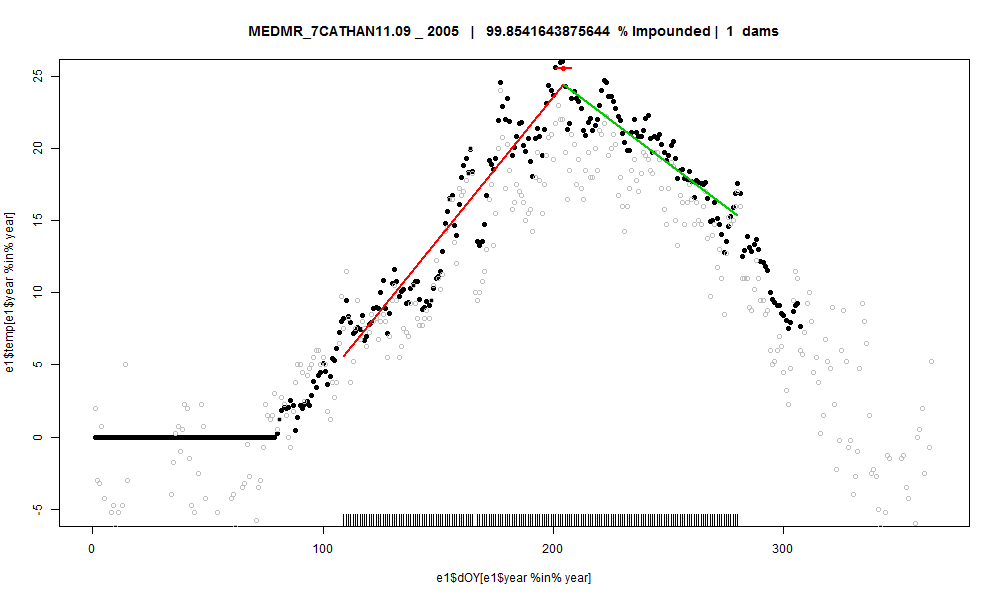 MEDMR_7CATHAN11.09 _ 2005 | 99.8541643875644 % Impounded | 1 dams
e1$temp[e1$year %in% year]
25
20
15
10
5
0
-5
0 100 200 300
e1$dOY[e1$year %in% year]